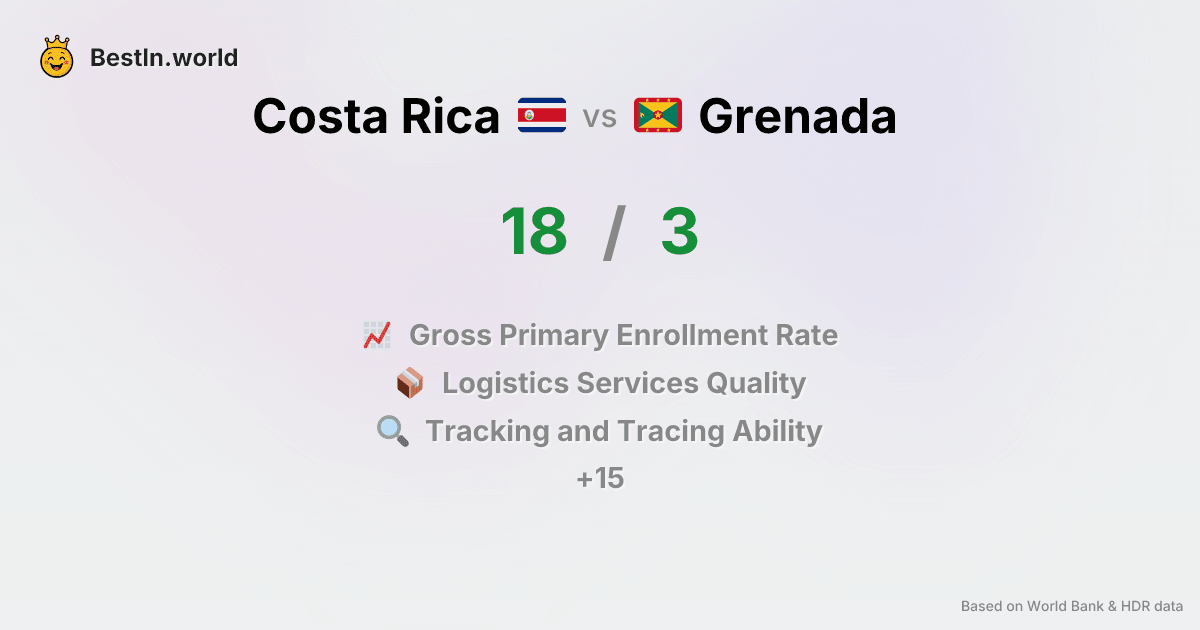 BestIn.world
Costa Rica vs Grenada
18 / 3
Gross Primary Enrollment Rate
Logistics Services Quality
Tracking and Tracing Ability
+15
Based on World Bank & HDR data